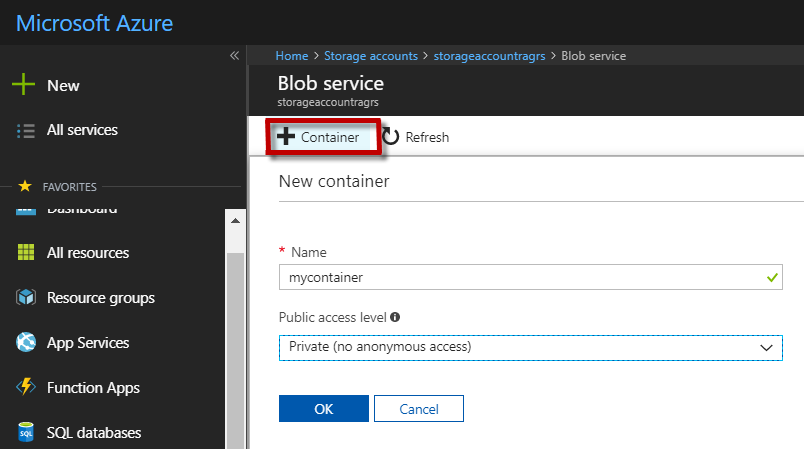 Microsoft Azure
«
Home > Storage accounts > storageaccountragrs > Blob service
Blob service
storageaccountragrs
New
All services
FAVORITES
Dashboard
All resources
Resource groups
App Services
Function Apps
SQL
SQL databases
Container
Refresh
New container
* Name
mycontainer
Public access level
Private (no anonymous access)
OK
Cancel